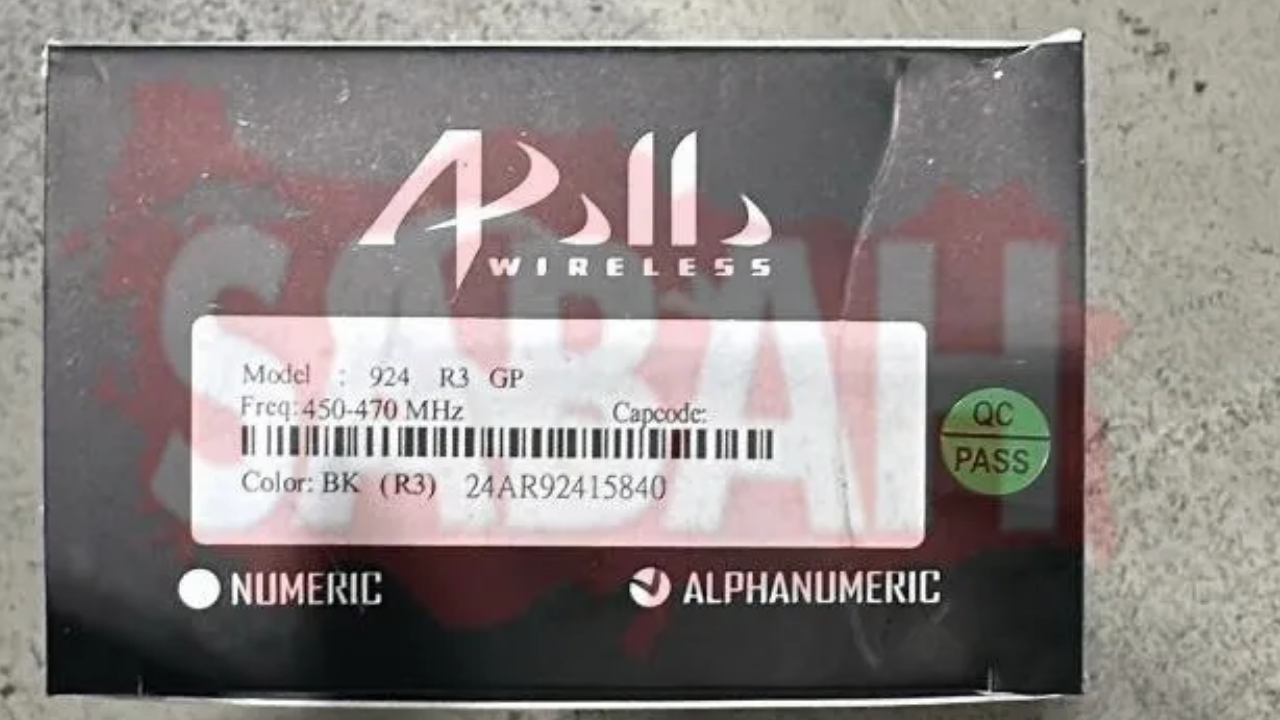 Apollo
WIRELESS
SABAH
Model : 924 R3 GP
Freq: 450-470 MHz Capcode:
Color: BK (R3) 24AR92415840
QC
PASS
NUMERIC
ALPHANUMERIC